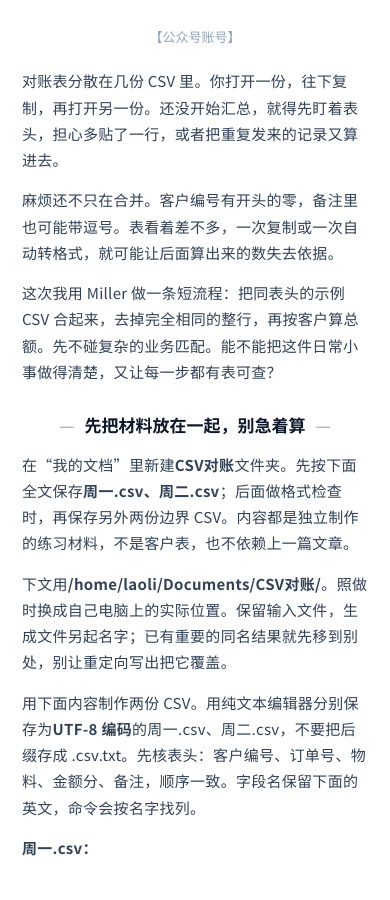 【公众号账号】
对账表分散在几份 CSV 里。你打开一份，往下复
制，再打开另一份。还没开始汇总，就得先盯着表
头，担心多贴了一行，或者把重复发来的记录又算
进去。
麻烦还不只在合并。客户编号有开头的零，备注里
也可能带逗号。表看着差不多，一次复制或一次自
动转格式，就可能让后面算出来的数失去依据。
这次我用 Miller 做一条短流程：把同表头的示例
CSV 合起来，去掉完全相同的整行，再按客户算总
额。先不碰复杂的业务匹配。能不能把这件日常小
事做得清楚，又让每一步都有表可查？
— 先把材料放在一起，别急着算 —
在“我的文档”里新建CSV对账文件夹。先按下面
全文保存周一.csv、周二.csv；后面做格式检查
时，再保存另外两份边界 CSV。内容都是独立制作
的练习材料，不是客户表，也不依赖上一篇文章。
下文用/home/laoli/Documents/CSV对账/。照做
时换成自己电脑上的实际位置。保留输入文件，生
成文件另起名字；已有重要的同名结果就先移到别
处，别让重定向写出把它覆盖。
用下面内容制作两份 CSV。用纯文本编辑器分别保
存为UTF-8 编码的周一.csv、周二.csv，不要把后
缀存成 .csv.txt。先核表头：客户编号、订单号、物
料、金额分、备注，顺序一致。字段名保留下面的
英文，命令会按名字找列。
周一.csv：